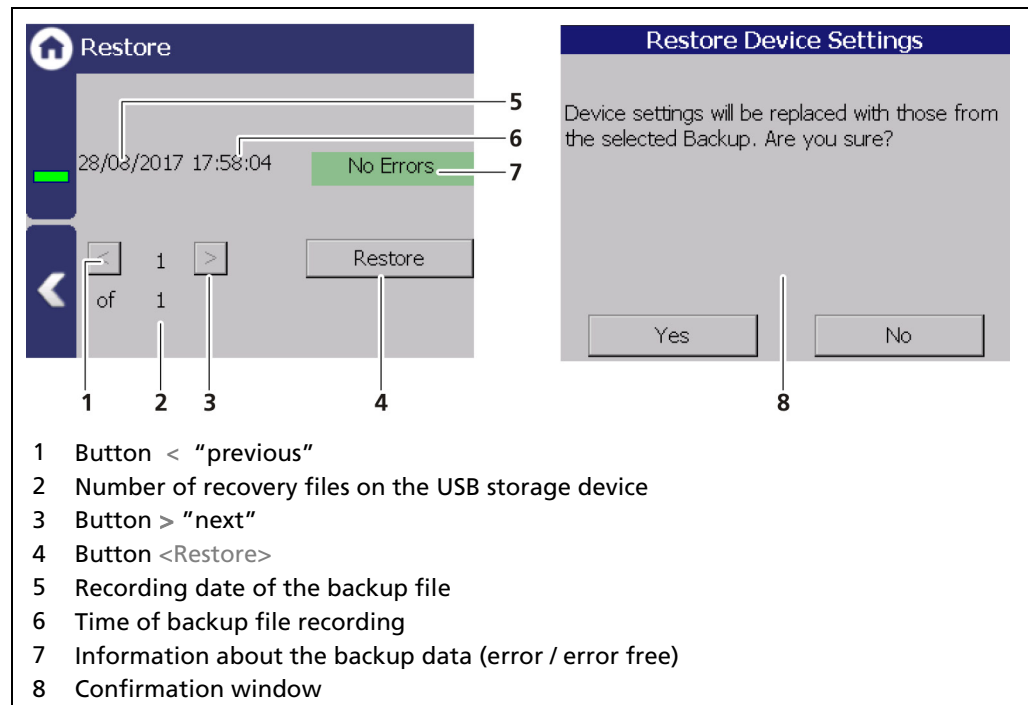 Restore
28/08/2017 17:58:04
No Errors
< 1 >
of 1
Restore
5
6
7
1 2 3 4
Restore Device Settings
Device settings will be replaced with those from
the selected Backup. Are you sure?
Yes No
8
1 Button < "previous"
2 Number of recovery files on the USB storage device
3 Button > "next"
4 Button <Restore>
5 Recording date of the backup file
6 Time of backup file recording
7 Information about the backup data (error / error free)
8 Confirmation window